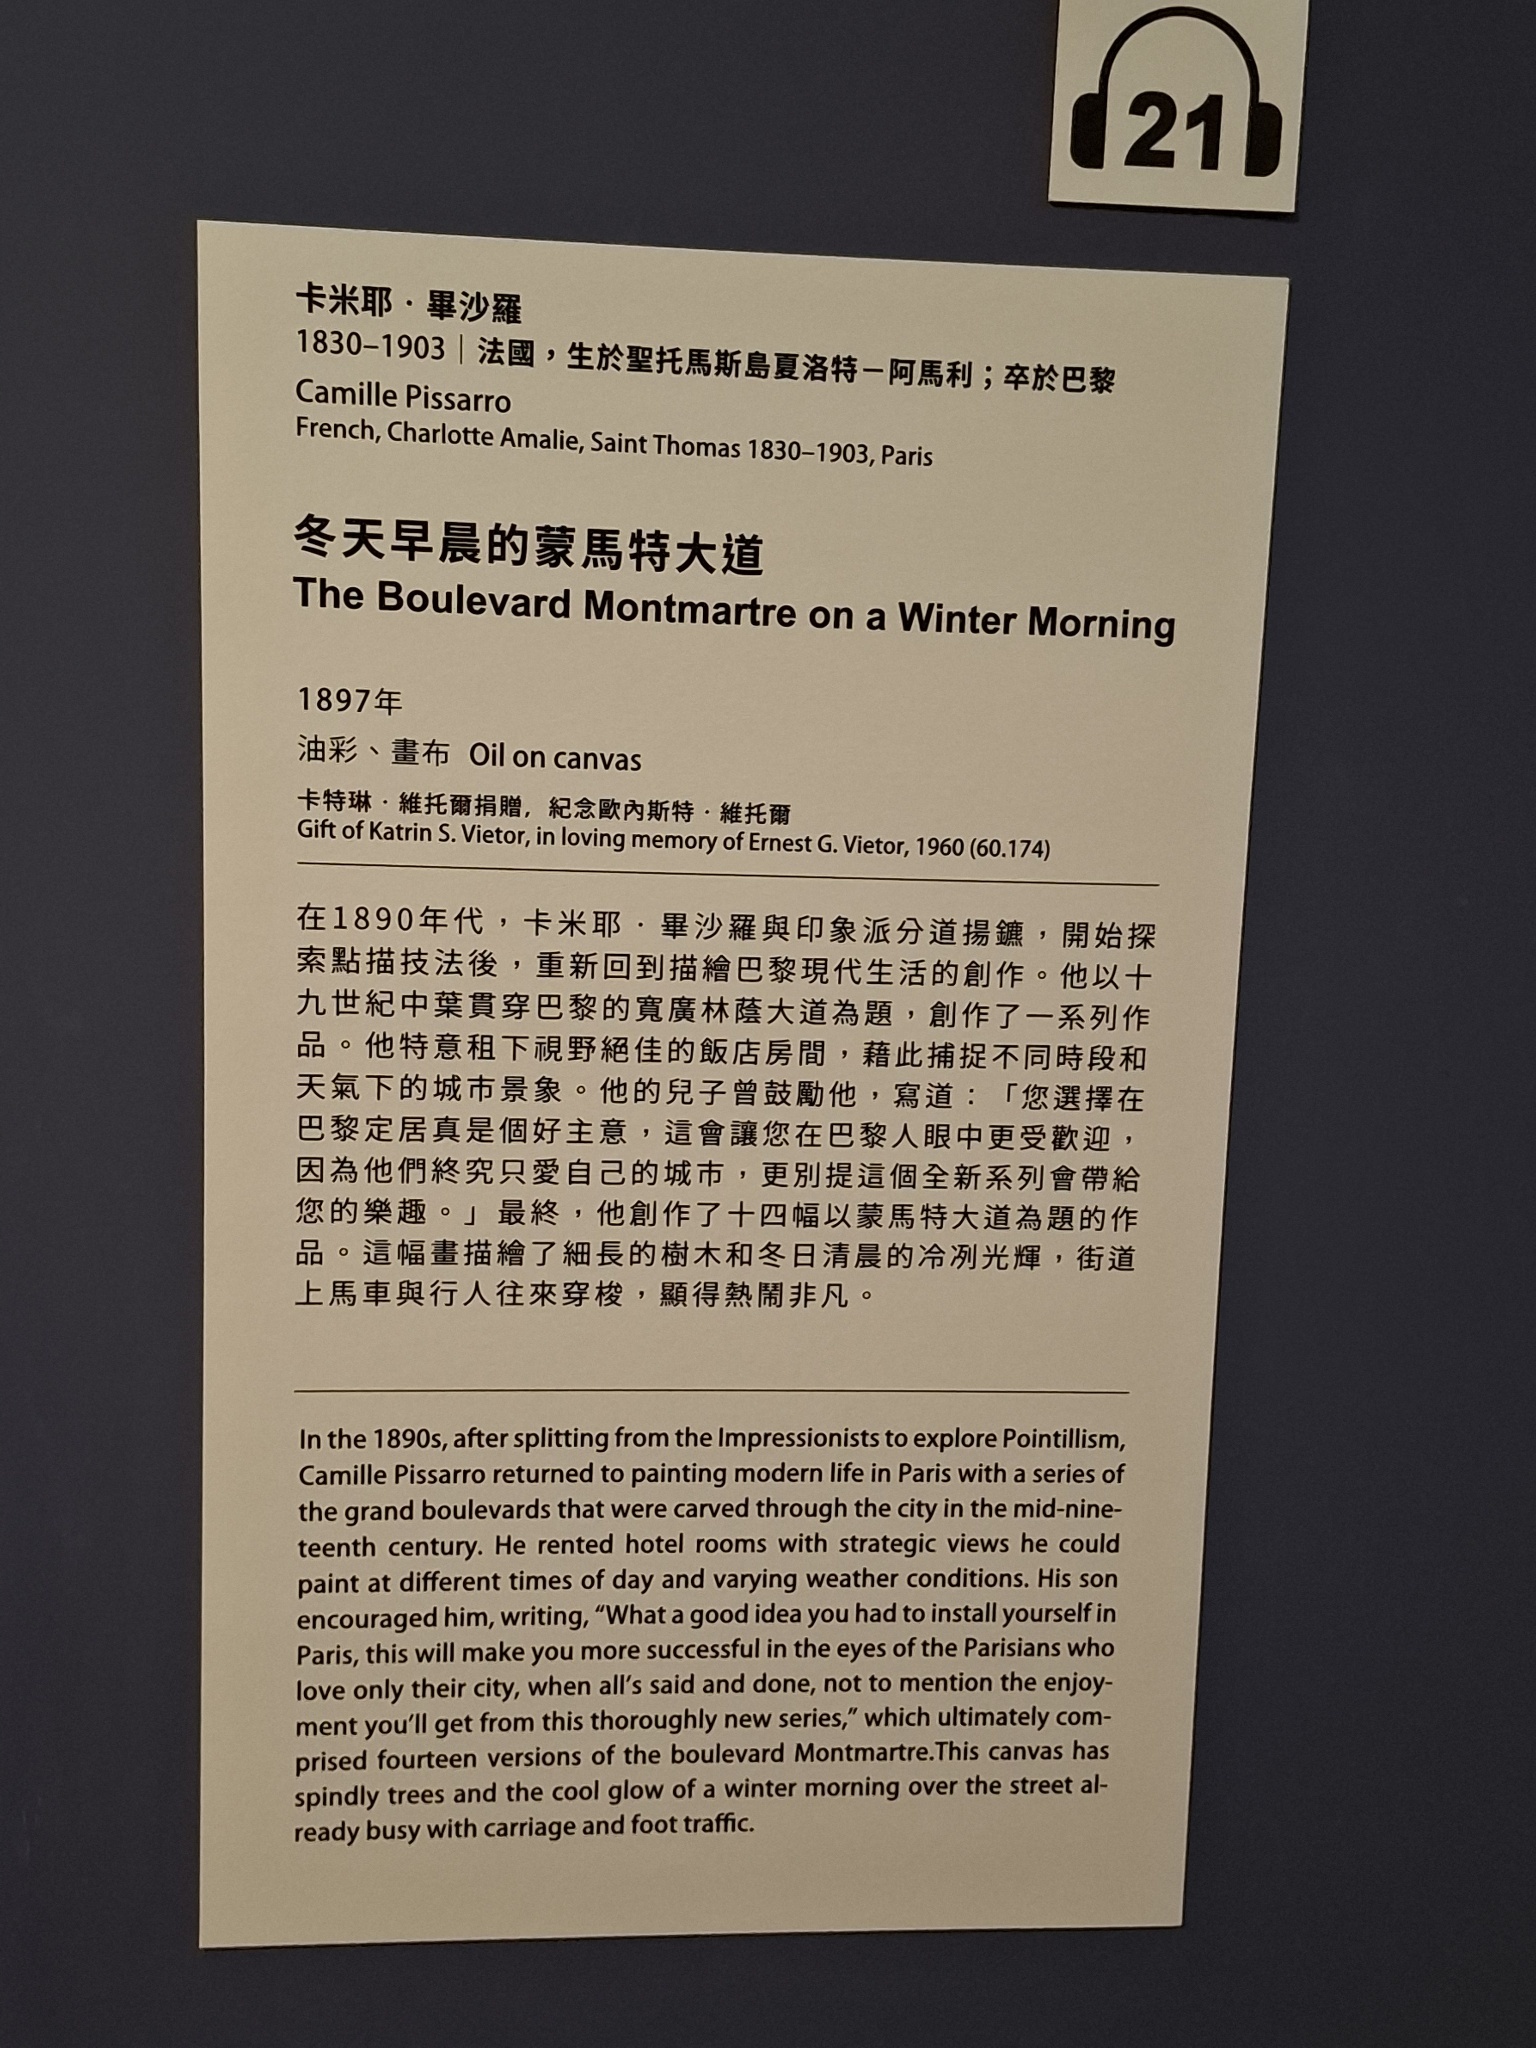 21
卡米耶．畢沙羅
1830–1903｜法國，生於聖托馬斯島夏洛特－阿馬利；卒於巴黎
Camille Pissarro
French, Charlotte Amalie, Saint Thomas 1830–1903, Paris
冬天早晨的蒙馬特大道
The Boulevard Montmartre on a Winter Morning
1897年
油彩、畫布 Oil on canvas
卡特琳．維托爾捐贈, 紀念歐內斯特．維托爾
Gift of Katrin S. Vietor, in loving memory of Ernest G. Vietor, 1960 (60.174)
在1890年代，卡米耶．畢沙羅與印象派分道揚鑣，開始探
索點描技法後，重新回到描繪巴黎現代生活的創作。他以十
九世紀中葉貫穿巴黎的寬廣林蔭大道為題，創作了一系列作
品。他特意租下視野絕佳的飯店房間，藉此捕捉不同時段和
天氣下的城市景象。他的兒子曾鼓勵他，寫道：「您選擇在
巴黎定居真是個好主意，這會讓您在巴黎人眼中更受歡迎，
因為他們終究只愛自己的城市，更別提這個全新系列會帶給
您的樂趣。」最終，他創作了十四幅以蒙馬特大道為題的作
品。這幅畫描繪了細長的樹木和冬日清晨的冷冽光輝，街道
上馬車與行人往來穿梭，顯得熱鬧非凡。
In the 1890s, after splitting from the Impressionists to explore Pointillism,
Camille Pissarro returned to painting modern life in Paris with a series of
the grand boulevards that were carved through the city in the mid-nine-
teenth century. He rented hotel rooms with strategic views he could
paint at different times of day and varying weather conditions. His son
encouraged him, writing, “What a good idea you had to install yourself in
Paris, this will make you more successful in the eyes of the Parisians who
love only their city, when all’s said and done, not to mention the enjoy-
ment you’ll get from this thoroughly new series,” which ultimately com-
prised fourteen versions of the boulevard Montmartre.This canvas has
spindly trees and the cool glow of a winter morning over the street al-
ready busy with carriage and foot traffic.